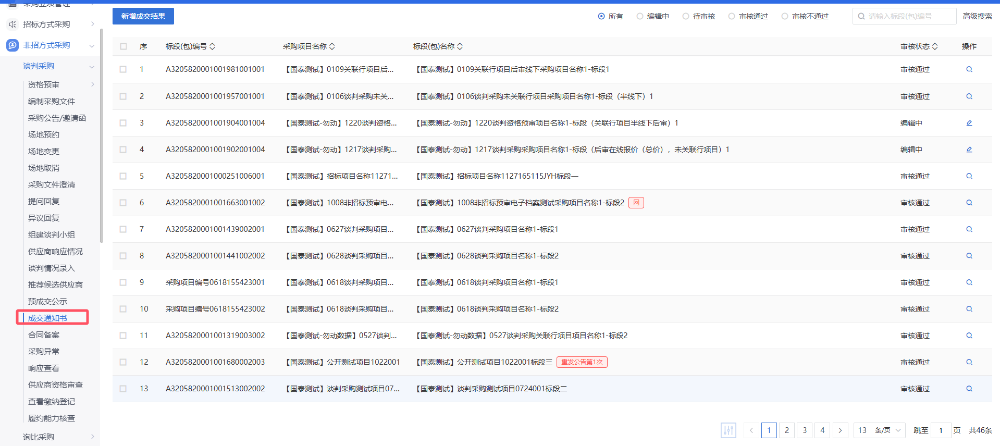 采购立项管理
招标方式采购
非招方式采购
谈判采购
资格预审
编制采购文件
采购公告/邀请函
场地预约
场地变更
场地取消
采购文件澄清
提问回复
异议回复
组建谈判小组
供应商响应情况
谈判情况录入
推荐候选供应商
预成交公示
成交通知书
合同备案
采购异常
响应查看
供应商资格审查
查看缴纳登记
履约能力核查
询比采购
新增成交结果 所有 编辑中 待审核 审核通过 审核不通过 请输入标段(包)编号 高级搜索
序 标段(包)编号 采购项目名称 标段(包)名称 审核状态 操作
1 A3205820001001981001001 【国泰测试】0109关联行项目后... 【国泰测试】0109关联行项目后审线下采购项目名称1-标段1 审核通过
2 A3205820001001957001001 【国泰测试】0106谈判采购未关... 【国泰测试】0106谈判采购未关联行项目采购项目名称1-标段（半线下）1 审核通过
3 A3205820001001904001004 【国泰测试-勿动】1220谈判资格... 【国泰测试-勿动】1220谈判资格预审项目名称1-标段（关联行项目半线下后审）1 编辑中
4 A3205820001001902001004 【国泰测试-勿动】1217谈判采购... 【国泰测试-勿动】1217谈判采购采购项目名称1-标段（后审在线报价（总价），未关联行项目）1 编辑中
5 A3205820001000251006001 【国泰测试】招标项目名称11271... 【国泰测试】招标项目名称1127165115JYH标段一 审核通过
6 A3205820001001663001002 【国泰测试】1008非招标预审电... 【国泰测试】1008非招标预审电子档案测试采购项目名称1-标段2 网 审核通过
7 A3205820001001439002001 【国泰测试】0627谈判采购项目... 【国泰测试】0627谈判采购项目名称1-标段1 审核通过
8 A3205820001001441002002 【国泰测试】0628谈判采购项目... 【国泰测试】0628谈判采购项目名称1-标段2 审核通过
9 采购项目编号0618155423001 【国泰测试】0618谈判采购项目... 【国泰测试】0618谈判采购项目名称1-标段1 审核通过
10 采购项目编号0618155423002 【国泰测试】0618谈判采购项目... 【国泰测试】0618谈判采购项目名称1-标段2 审核通过
11 A3205820001001319003002 【国泰测试-勿动数据】0527谈判... 【国泰测试-勿动数据】0527谈判采购关联行项目项目名称1-标段2 审核通过
12 A3205820001001680002003 【国泰测试】公开测试项目1022001 【国泰测试】公开测试项目1022001标段三 重发公告第1次 审核通过
13 A3205820001001513002002 【国泰测试】谈判采购测试项目07... 【国泰测试】谈判采购测试项目0724001标段二 审核通过
1 2 3 4 13 条/页 跳至 1 页 共46条